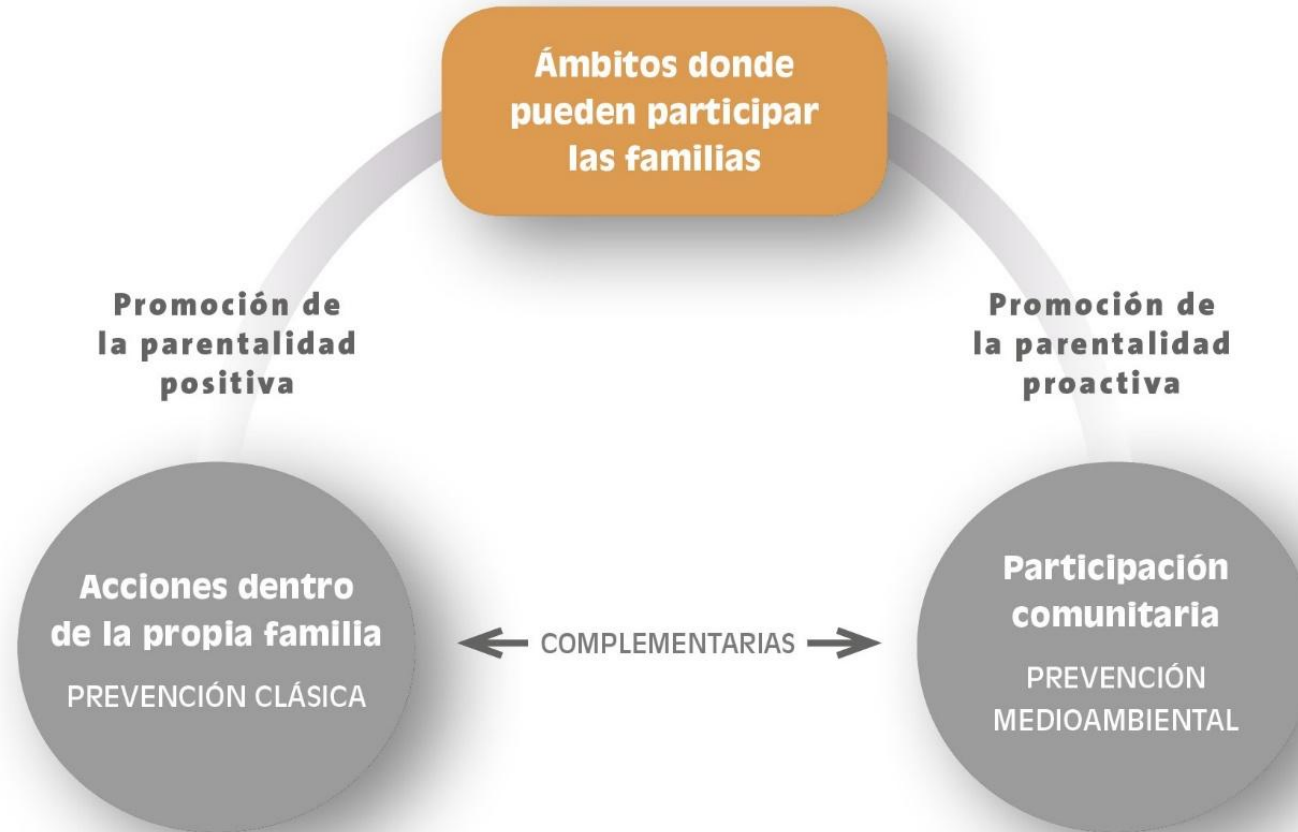 Ámbitos donde
pueden participar
las familias
Promoción de
la parentalidad
positiva
Promoción de
la parentalidad
proactiva
Acciones dentro
de la propia familia
PREVENCIÓN CLÁSICA
COMPLEMENTARIAS
Participación
comunitaria
PREVENCIÓN
MEDIOAMBIENTAL